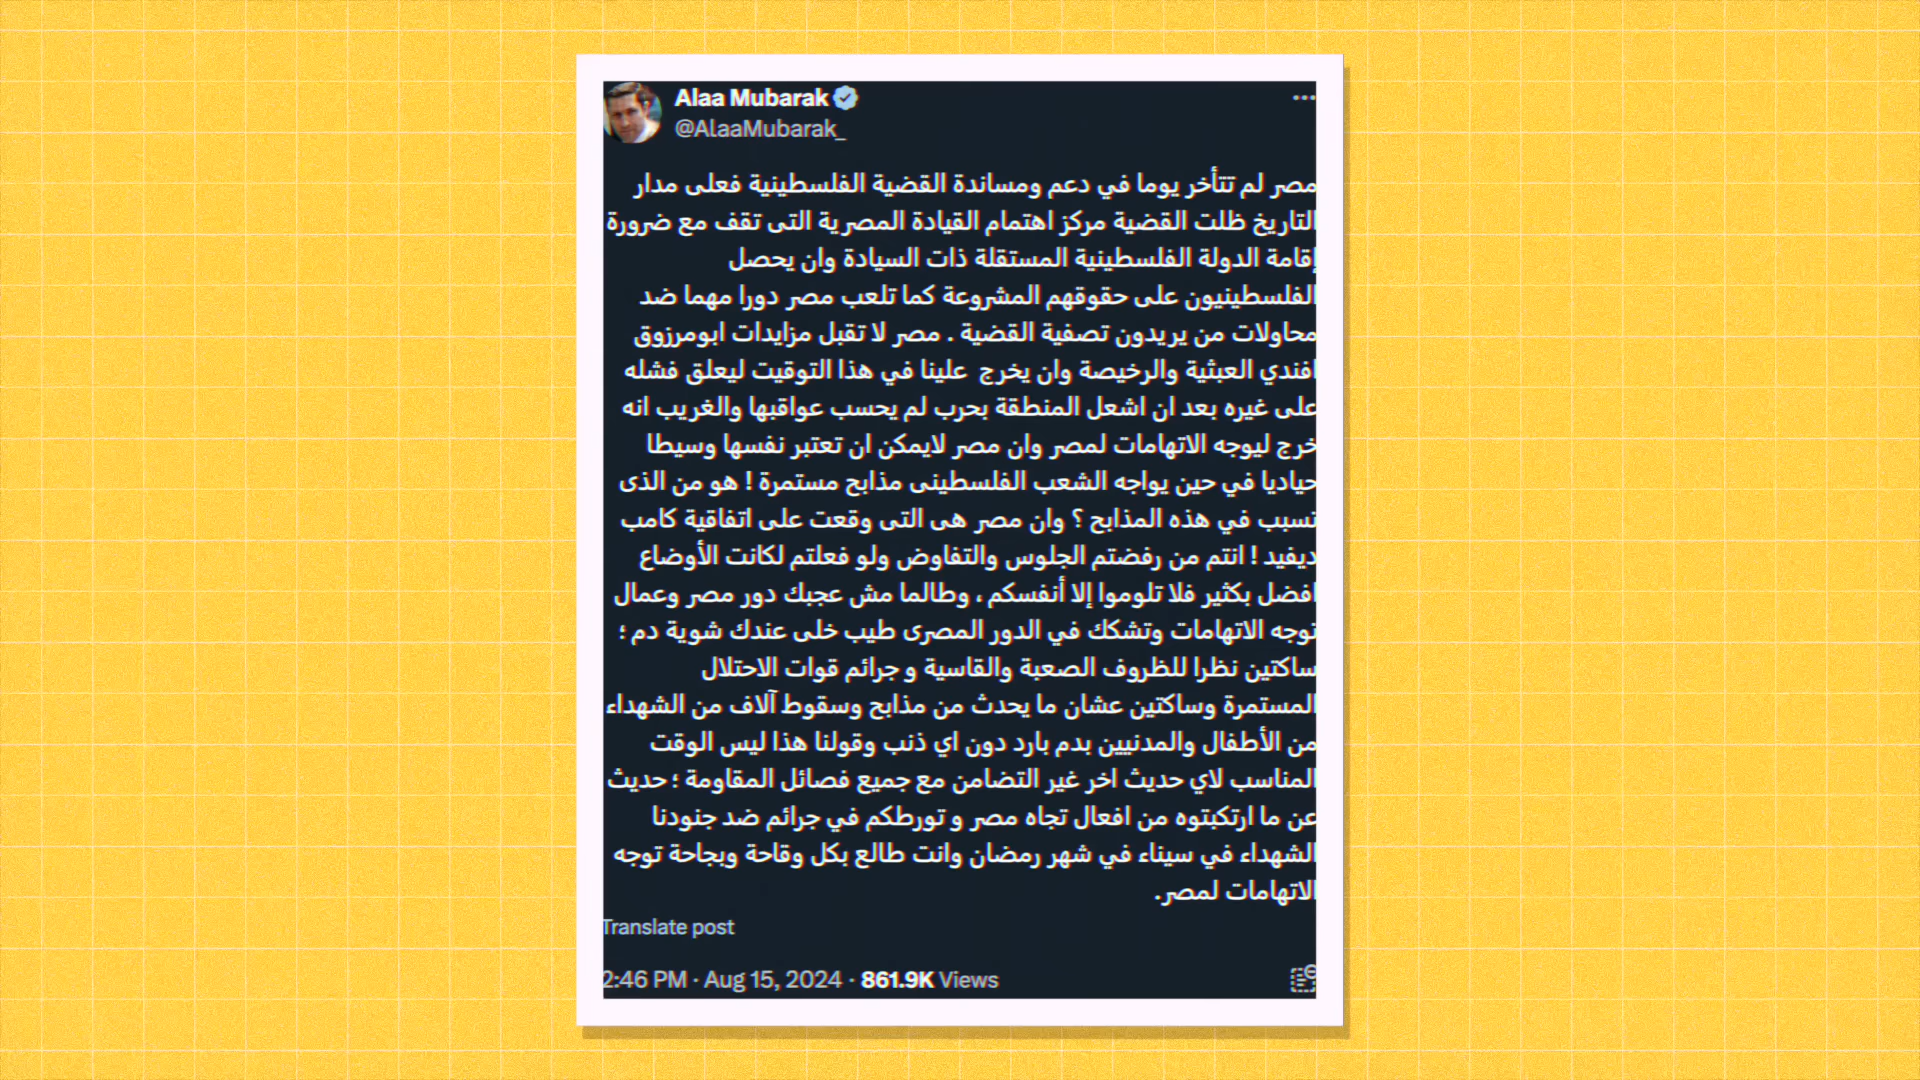 Alaa Mubarak
@AlaaMubarak_
مصر لم تتأخر يوما في دعم ومساندة القضية الفلسطينية فعلى مدار
التاريخ ظلت القضية مركز اهتمام القيادة المصرية التى تقف مع ضرورة
إقامة الدولة الفلسطينية المستقلة ذات السيادة وان يحصل
الفلسطينيون على حقوقهم المشروعة كما تلعب مصر دورا مهما ضد
محاولات من يريدون تصفية القضية . مصر لا تقبل مزايدات ابومرزوق
افندي العبثية والرخيصة وان يخرج علينا في هذا التوقيت ليعلق فشله
على غيره بعد ان اشعل المنطقة بحرب لم يحسب عواقبها والغريب انه
خرج ليوجه الاتهامات لمصر وان مصر لايمكن ان تعتبر نفسها وسيطا
حياديا في حين يواجه الشعب الفلسطينى مذابح مستمرة ! هو من الذى
تسبب في هذه المذابح ؟ وان مصر هى التى وقعت على اتفاقية كامب
ديفيد ! انتم من رفضتم الجلوس والتفاوض ولو فعلتم لكانت الأوضاع
افضل بكثير فلا تلوموا إلا أنفسكم ، وطالما مش عجبك دور مصر وعمال
توجه الاتهامات وتشكك في الدور المصرى طيب خلى عندك شوية دم ؛
ساكتين نظرا للظروف الصعبة والقاسية و جرائم قوات الاحتلال
المستمرة وساكتين عشان ما يحدث من مذابح وسقوط آلاف من الشهداء
من الأطفال والمدنيين بدم بارد دون اي ذنب وقولنا هذا ليس الوقت
المناسب لاي حديث اخر غير التضامن مع جميع فصائل المقاومة ؛ حديث
عن ما ارتكبتوه من افعال تجاه مصر و تورطكم في جرائم ضد جنودنا
الشهداء في سيناء في شهر رمضان وانت طالع بكل وقاحة وبجاحة توجه
الاتهامات لمصر.
Translate post
2:46 PM · Aug 15, 2024 · 861.9K Views